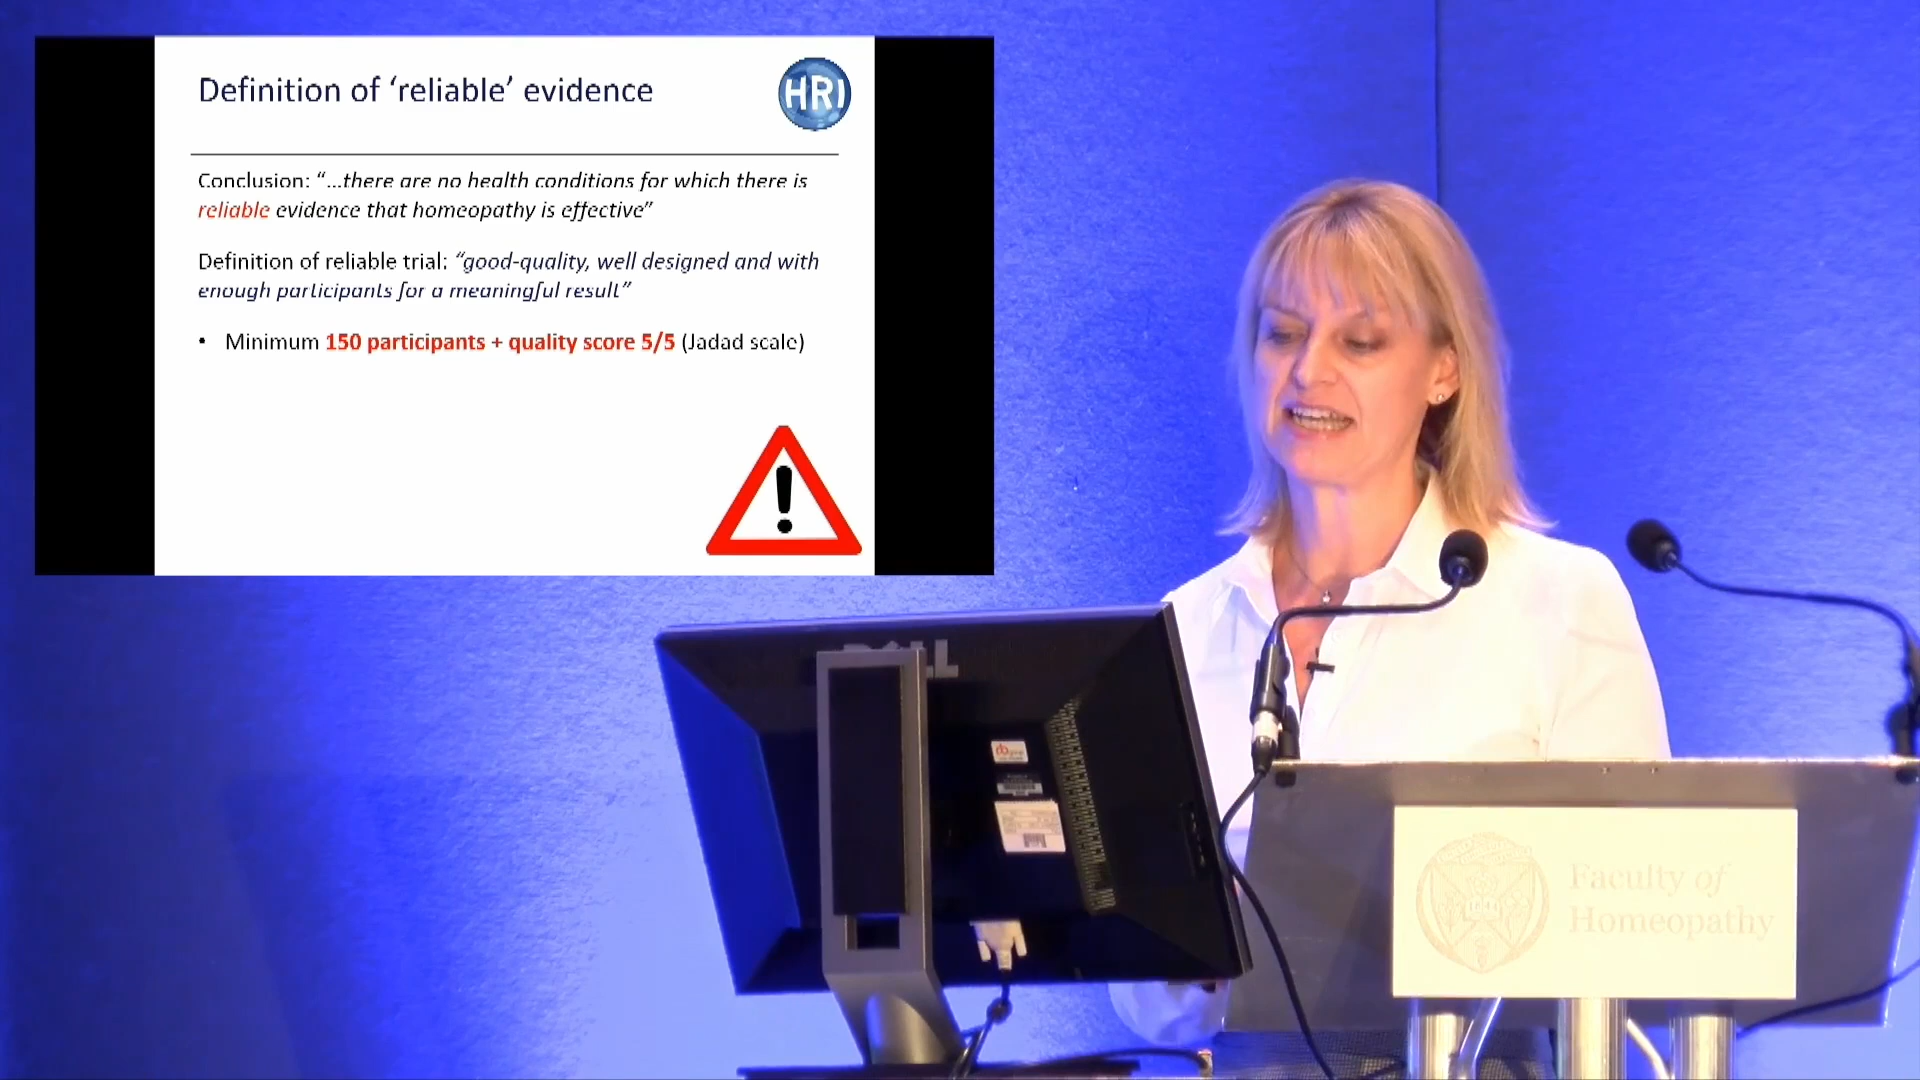 Definition of ‘reliable’ evidence
HRI
Conclusion: “...there are no health conditions for which there is
reliable evidence that homeopathy is effective”
Definition of reliable trial: “good-quality, well designed and with
enough participants for a meaningful result”
• Minimum 150 participants + quality score 5/5 (Jadad scale)
!
Faculty of
Homeopathy